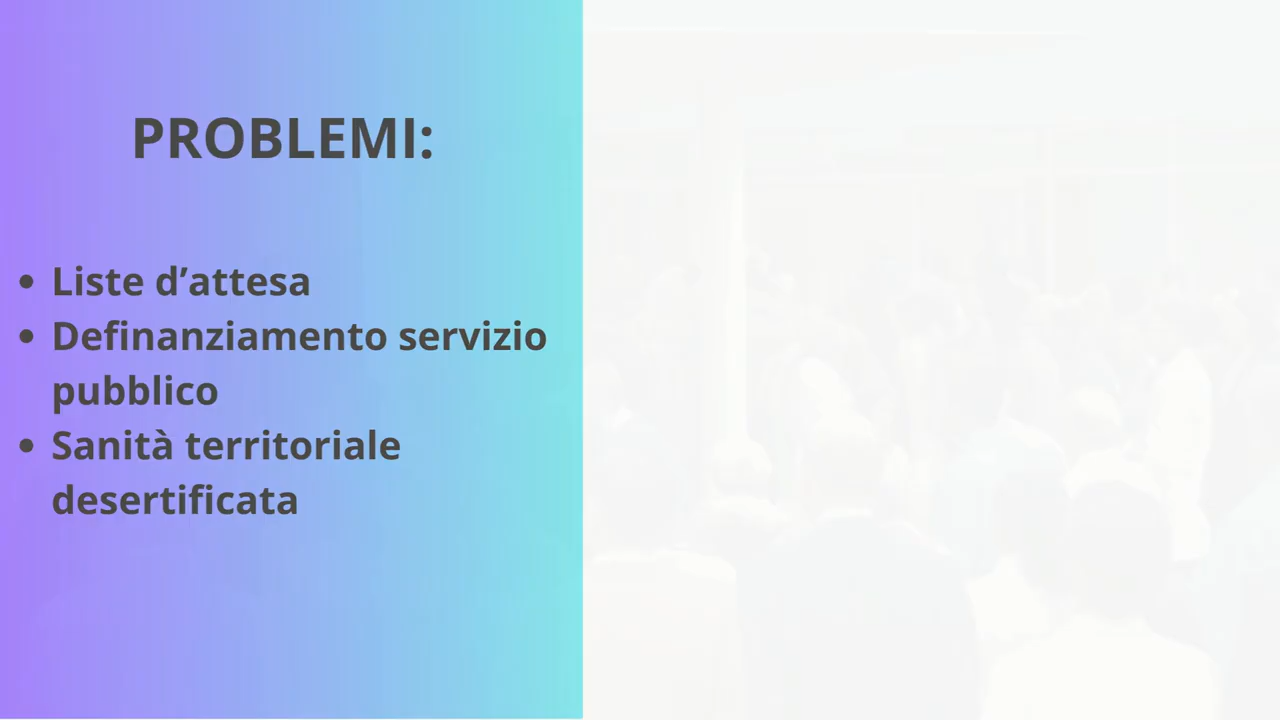 PROBLEMI:
• Liste d’attesa
• Definanziamento servizio
pubblico
• Sanità territoriale
desertificata